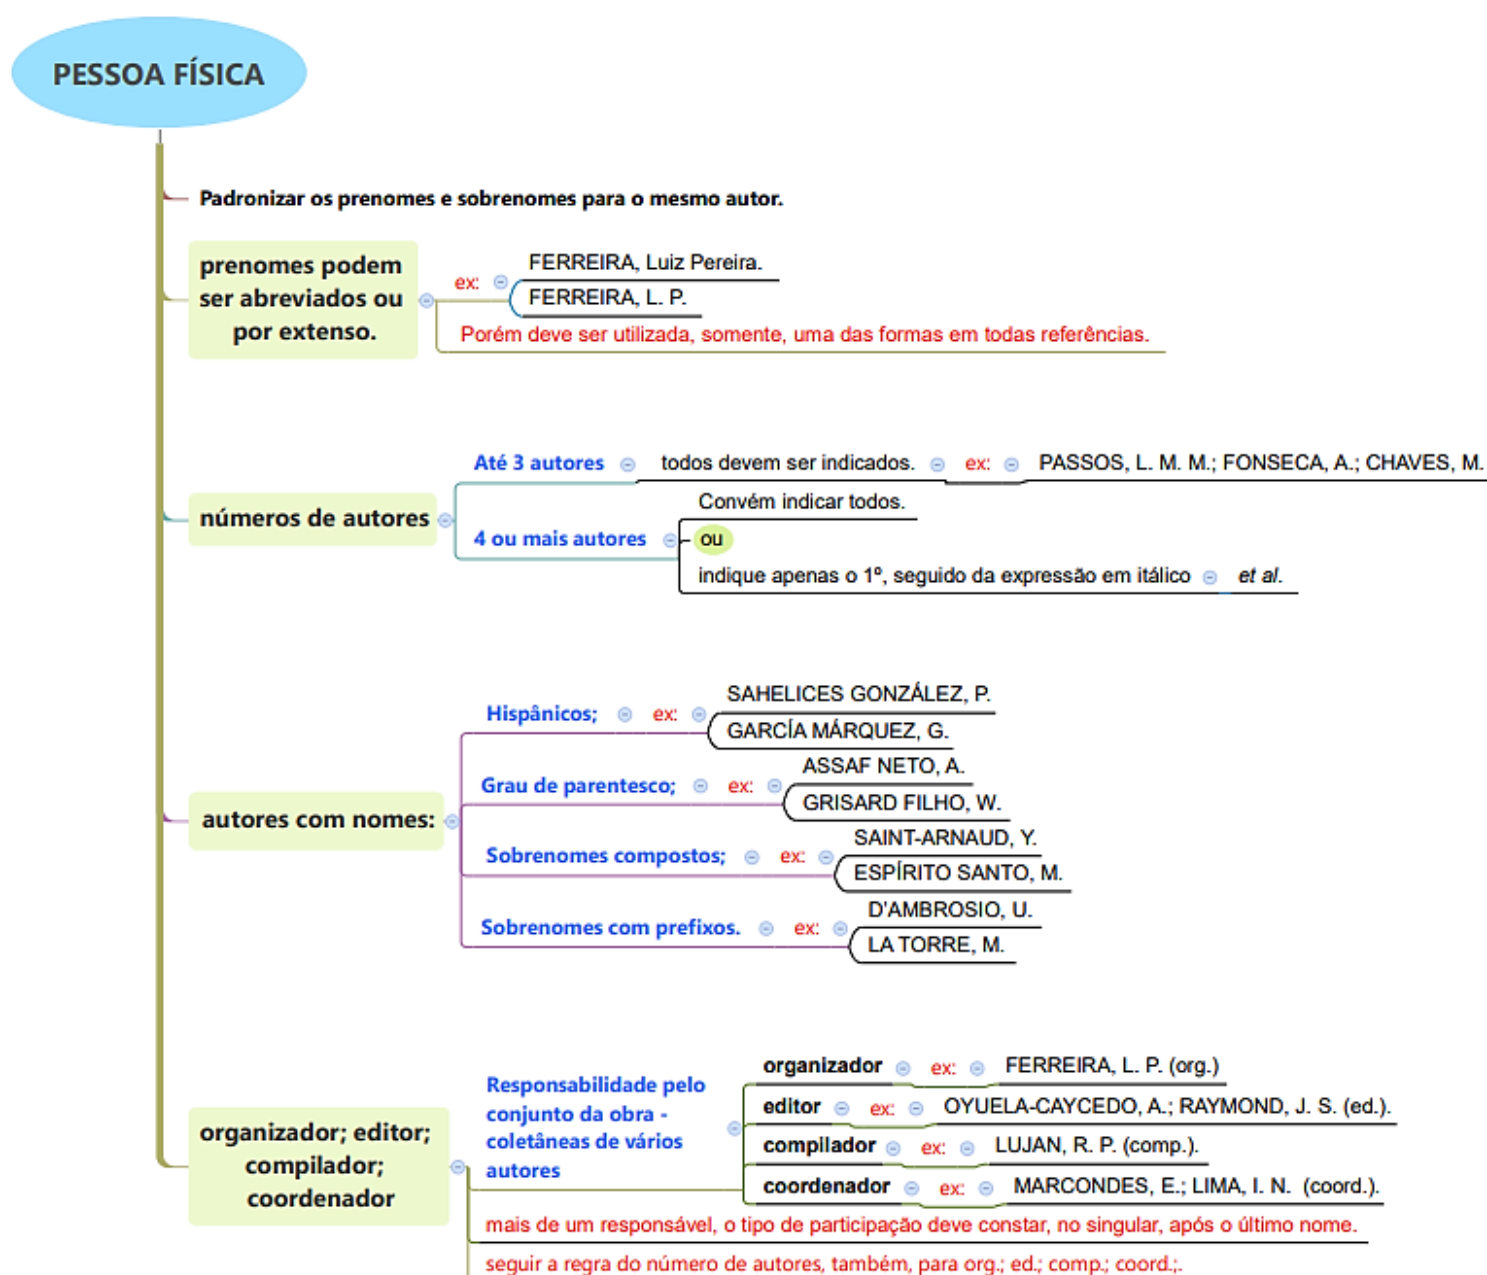 PESSOA FÍSICA
Padronizar os prenomes e sobrenomes para o mesmo autor.
prenomes podem
ser abreviados ou
por extenso.
ex:
FERREIRA, Luiz Pereira.
FERREIRA, L. P.
Porém deve ser utilizada, somente, uma das formas em todas referências.
números de autores
Até 3 autores
todos devem ser indicados.
ex:
PASSOS, L. M. M.; FONSECA, A.; CHAVES, M.
4 ou mais autores
Convém indicar todos.
ou
indique apenas o 1º, seguido da expressão em itálico
et al.
autores com nomes:
Hispânicos;
ex:
SAHELICES GONZÁLEZ, P.
GARCÍA MÁRQUEZ, G.
Grau de parentesco;
ex:
ASSAF NETO, A.
GRISARD FILHO, W.
Sobrenomes compostos;
ex:
SAINT-ARNAUD, Y.
ESPÍRITO SANTO, M.
Sobrenomes com prefixos.
ex:
D'AMBROSIO, U.
LA TORRE, M.
organizador; editor;
compilador;
coordenador
Responsabilidade pelo
conjunto da obra -
coletâneas de vários
autores
organizador
ex:
FERREIRA, L. P. (org.)
editor
ex:
OYUELA-CAYCEDO, A.; RAYMOND, J. S. (ed.).
compilador
ex:
LUJAN, R. P. (comp.).
coordenador
ex:
MARCONDES, E.; LIMA, I. N. (coord.).
mais de um responsável, o tipo de participação deve constar, no singular, após o último nome.
seguir a regra do número de autores, também, para org.; ed.; comp.; coord.;.